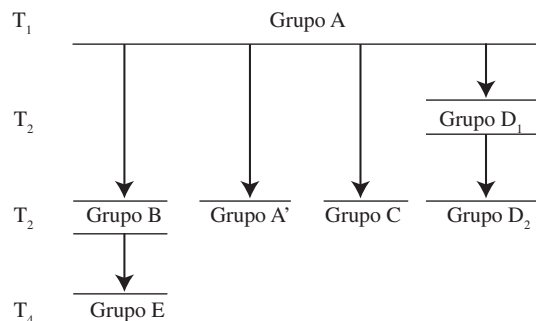 T₁ Grupo A
T₂ Grupo D₁
T₂ Grupo B Grupo A’ Grupo C Grupo D₂
T₄ Grupo E